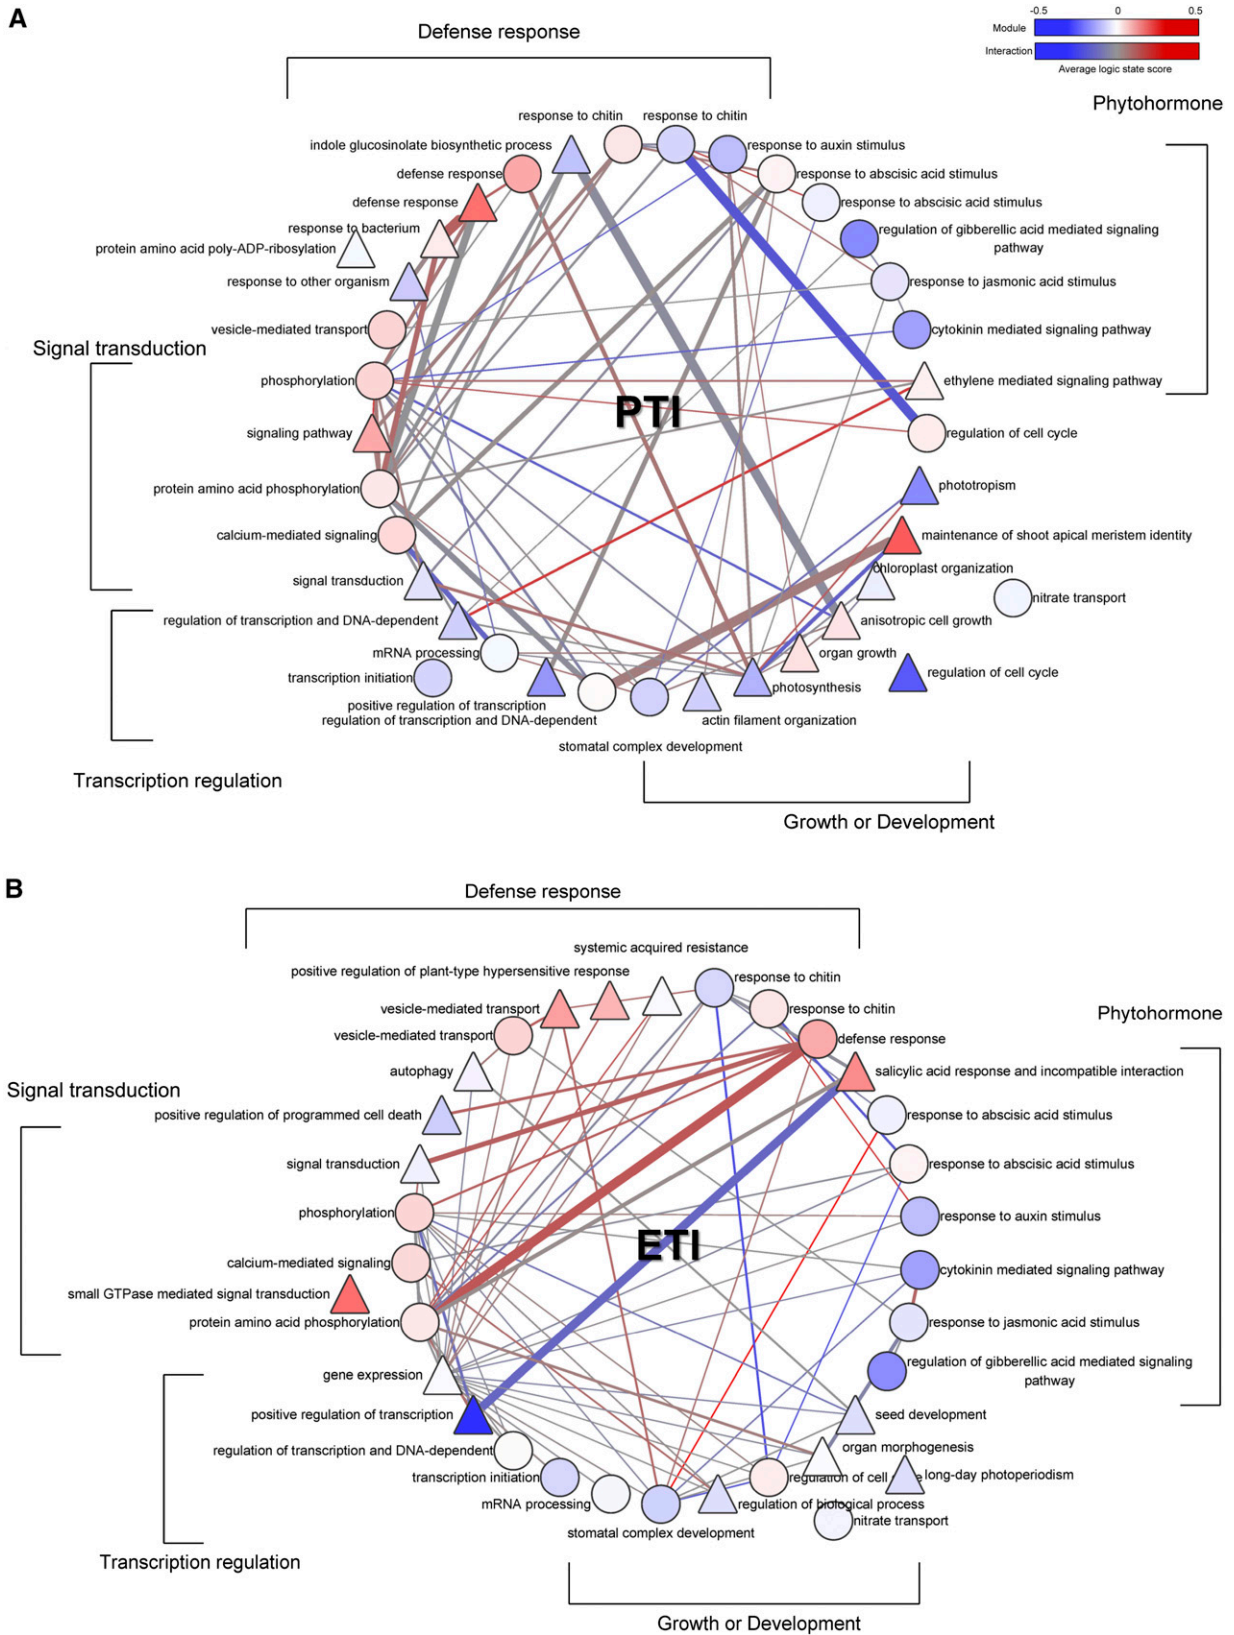 A
-0.5 0 0.5
Module
Interaction
Average logic state score
Defense response
Phytohormone
response to chitin
response to chitin
indole glucosinolate biosynthetic process
response to auxin stimulus
defense response
response to abscisic acid stimulus
defense response
response to abscisic acid stimulus
response to bacterium
regulation of gibberellic acid mediated signaling
pathway
protein amino acid poly-ADP-ribosylation
response to other organism
response to jasmonic acid stimulus
vesicle-mediated transport
cytokinin mediated signaling pathway
Signal transduction
phosphorylation
ethylene mediated signaling pathway
PTI
signaling pathway
regulation of cell cycle
protein amino acid phosphorylation
phototropism
calcium-mediated signaling
maintenance of shoot apical meristem identity
chloroplast organization
signal transduction
nitrate transport
regulation of transcription and DNA-dependent
anisotropic cell growth
mRNA processing
organ growth
transcription initiation
regulation of cell cycle
photosynthesis
positive regulation of transcription
regulation of transcription and DNA-dependent
actin filament organization
stomatal complex development
Transcription regulation
Growth or Development
B
Defense response
systemic acquired resistance
positive regulation of plant-type hypersensitive response
response to chitin
vesicle-mediated transport
response to chitin
Phytohormone
vesicle-mediated transport
defense response
autophagy
salicylic acid response and incompatible interaction
Signal transduction
positive regulation of programmed cell death
response to abscisic acid stimulus
signal transduction
response to abscisic acid stimulus
phosphorylation
response to auxin stimulus
ETI
calcium-mediated signaling
cytokinin mediated signaling pathway
small GTPase mediated signal transduction
protein amino acid phosphorylation
response to jasmonic acid stimulus
gene expression
regulation of gibberellic acid mediated signaling
pathway
positive regulation of transcription
seed development
regulation of transcription and DNA-dependent
organ morphogenesis
transcription initiation
regulation of cell
long-day photoperiodism
mRNA processing
regulation of biological process
stomatal complex development
nitrate transport
Transcription regulation
Growth or Development